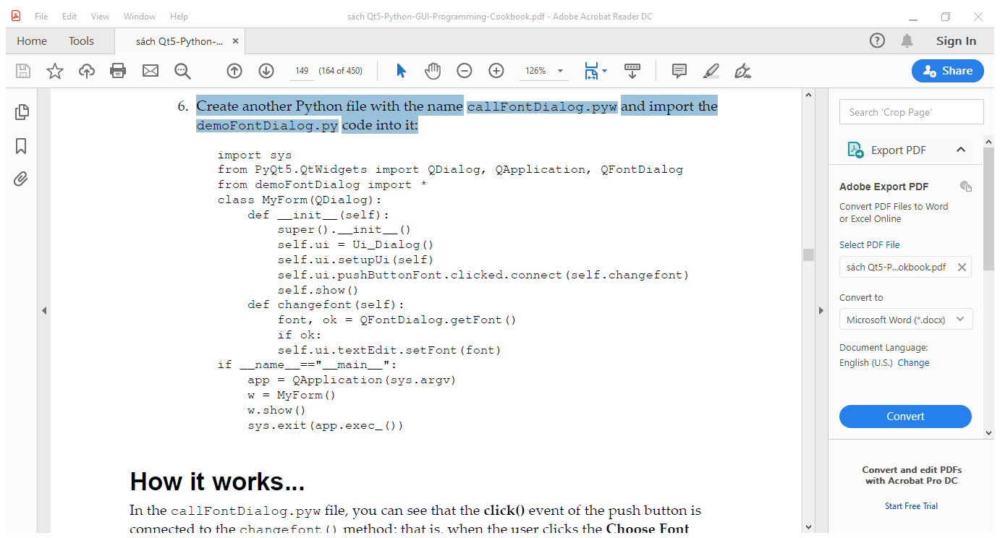 File Edit View Window Help
sách Qt5-Python-GUI-Programming-Cookbook.pdf - Adobe Acrobat Reader DC
Home Tools sách Qt5-Python-... × Sign In
149 (164 of 450) 126% Share
6. Create another Python file with the name callFontDialog.pyw and import the
demoFontDialog.py code into it:
import sys
from PyQt5.QtWidgets import QDialog, QApplication, QFontDialog
from demoFontDialog import *
class MyForm(QDialog):
    def __init__(self):
        super().__init__()
        self.ui = Ui_Dialog()
        self.ui.setupUi(self)
        self.ui.pushButtonFont.clicked.connect(self.changefont)
        self.show()
    def changefont(self):
        font, ok = QFontDialog.getFont()
        if ok:
        self.ui.textEdit.setFont(font)
if __name__=="__main__":
    app = QApplication(sys.argv)
    w = MyForm()
    w.show()
    sys.exit(app.exec_())
How it works...
In the callFontDialog.pyw file, you can see that the click() event of the push button is
connected to the changefont() method; that is, when the user clicks the Choose Font
Search 'Crop Page'
Export PDF
Adobe Export PDF
Convert PDF Files to Word
or Excel Online
Select PDF File
sách Qt5-P...okbook.pdf
Convert to
Microsoft Word (*.docx)
Document Language:
English (U.S.) Change
Convert
Convert and edit PDFs
with Acrobat Pro DC
Start Free Trial